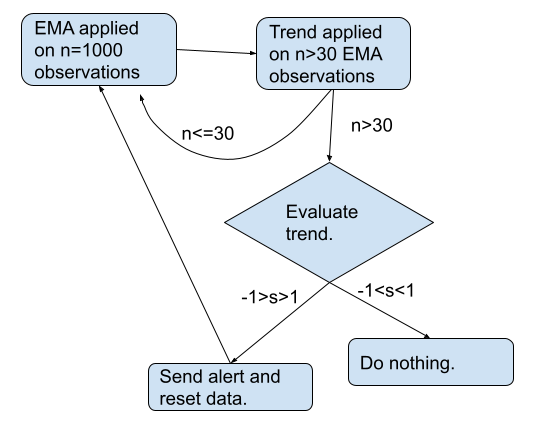 EMA applied
on n=1000
observations
Trend applied
on n>30 EMA
observations
n<=30
n>30
Evaluate
trend.
-1>s>1
-1<s<1
Do nothing.
Send alert and
reset data.